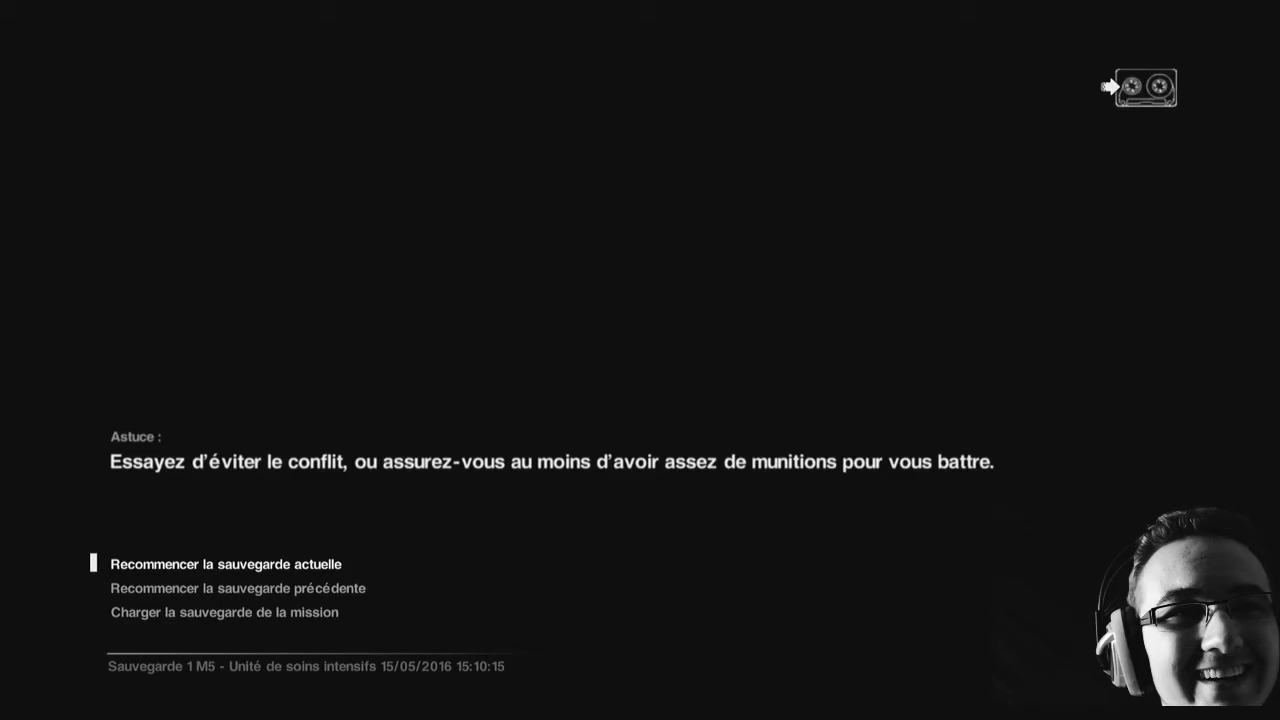 Astuce :
Essayez d'éviter le conflit, ou assurez-vous au moins d'avoir assez de munitions pour vous battre.
Recommencer la sauvegarde actuelle
Recommencer la sauvegarde précédente
Charger la sauvegarde de la mission
Sauvegarde 1 M5 - Unité de soins intensifs 15/05/2016 15:10:15